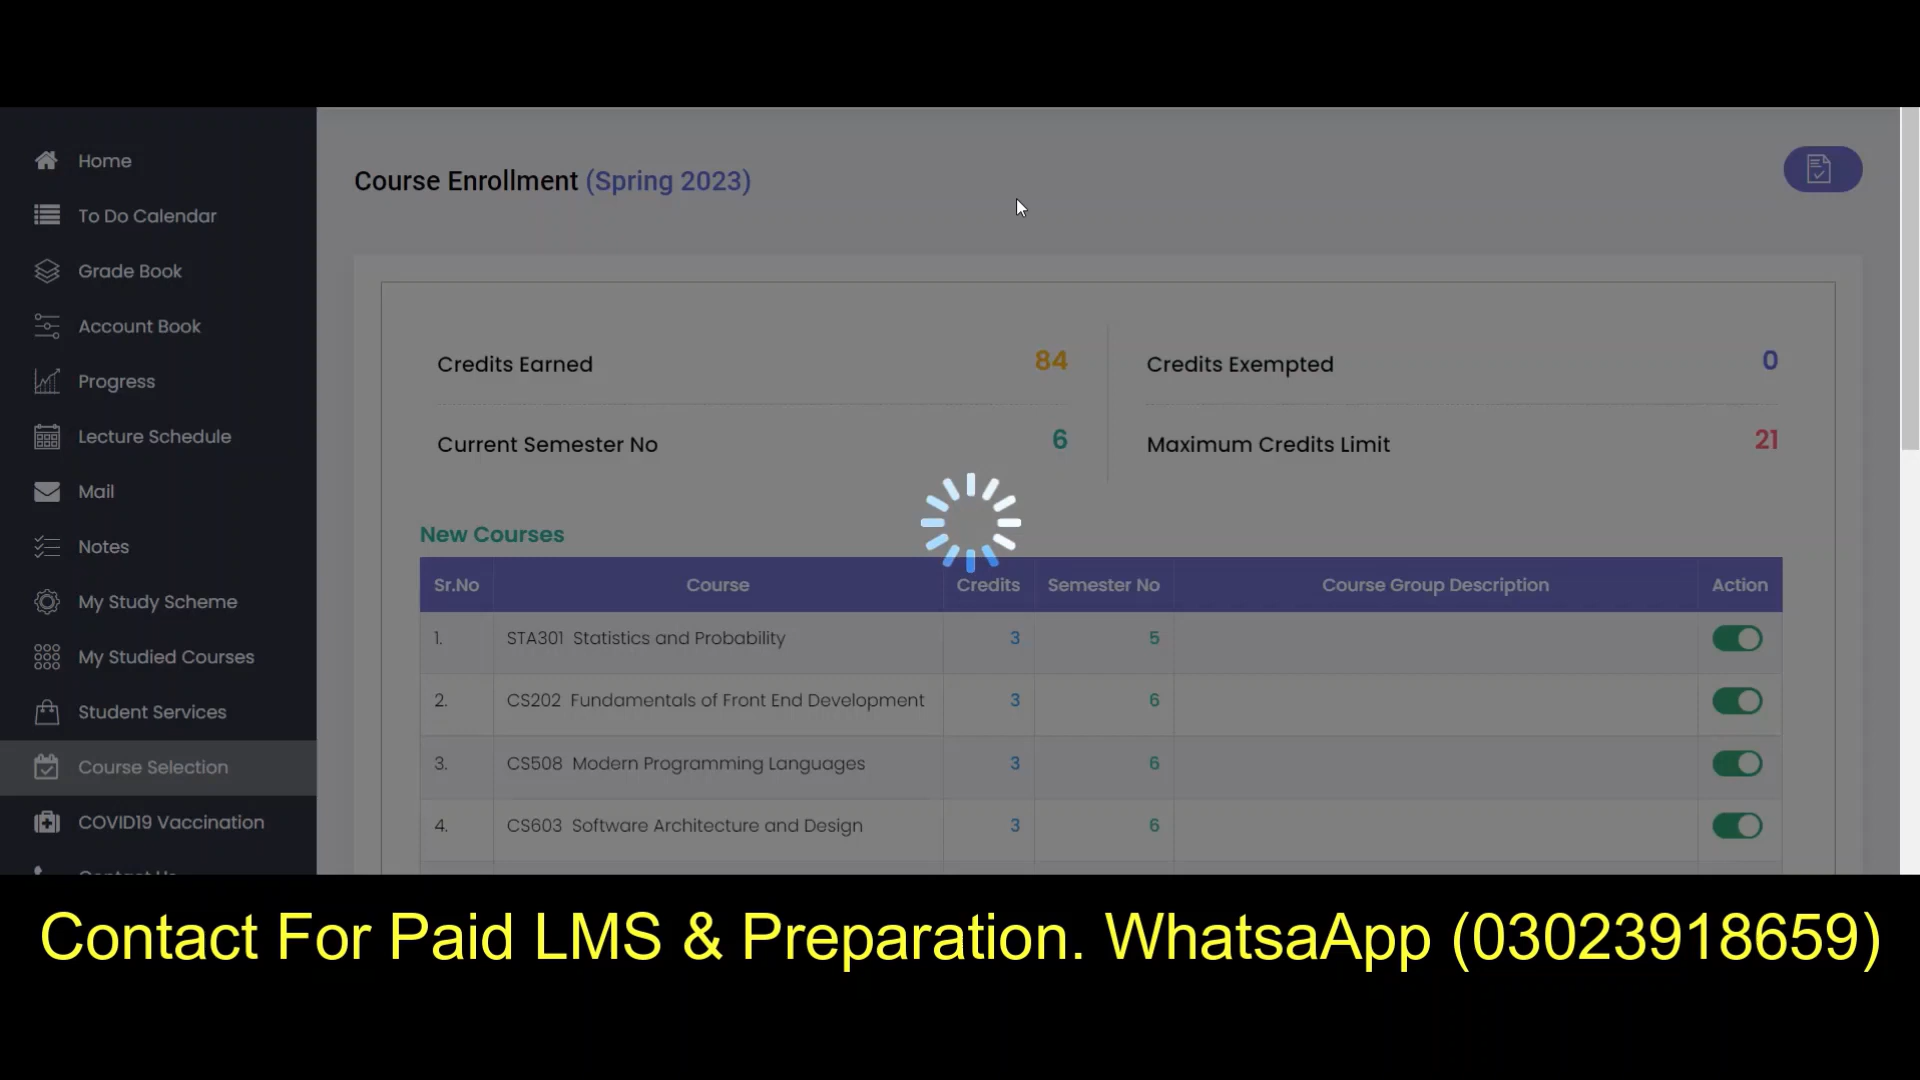 Home
To Do Calendar
Grade Book
Account Book
Progress
Lecture Schedule
Mail
Notes
My Study Scheme
My Studied Courses
Student Services
Course Selection
COVID19 Vaccination
Contact Us
Course Enrollment (Spring 2023)
Credits Earned 84 Credits Exempted 0
Current Semester No 6 Maximum Credits Limit 21
New Courses
Sr.No Course Credits Semester No Course Group Description Action
1. STA301 Statistics and Probability 3 5
2. CS202 Fundamentals of Front End Development 3 6
3. CS508 Modern Programming Languages 3 6
4. CS603 Software Architecture and Design 3 6
Contact For Paid LMS & Preparation. WhatsaApp (03023918659)